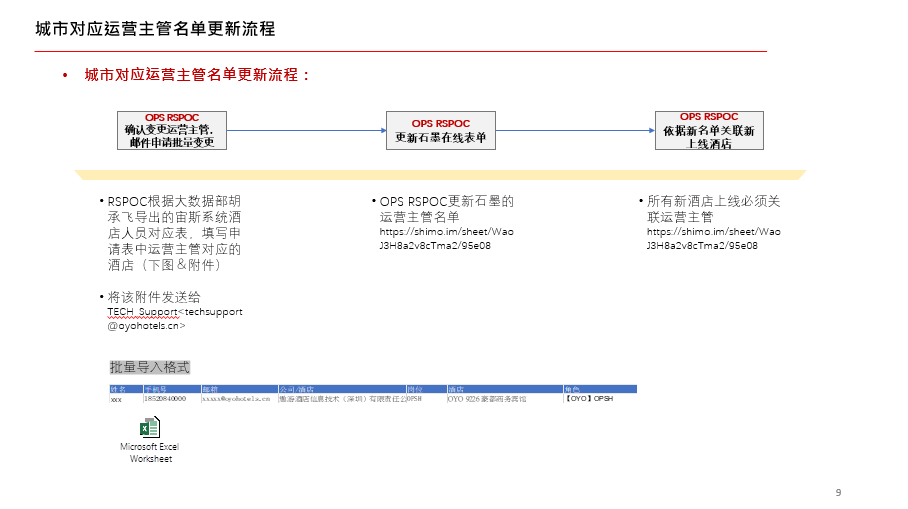 城市对应运营主管名单更新流程
• 城市对应运营主管名单更新流程：
OPS RSPOC
确认变更运营主管，
邮件申请批量变更
OPS RSPOC
更新石墨在线表单
OPS RSPOC
依据新名单关联新
上线酒店
• RSPOC根据大数据部胡
承飞导出的宙斯系统酒
店人员对应表，填写申
请表中运营主管对应的
酒店（下图＆附件）
• 将该附件发送给
TECH_Support<techsupport
@oyohotels.cn>
• OPS RSPOC更新石墨的
运营主管名单
https://shimo.im/sheet/Wao
J3H8a2v8cTma2/95e08
• 所有新酒店上线必须关
联运营主管
https://shimo.im/sheet/Wao
J3H8a2v8cTma2/95e08
批量导入格式
姓名 手机号 邮箱 公司/酒店 岗位 酒店 角色
xxx 18520840000 xxxxx@oyohotels.cn 遨游酒店信息技术（深圳）有限责任公 OPSH OYO 9226 豪都商务宾馆 【OYO】OPSH
Microsoft Excel
Worksheet
9